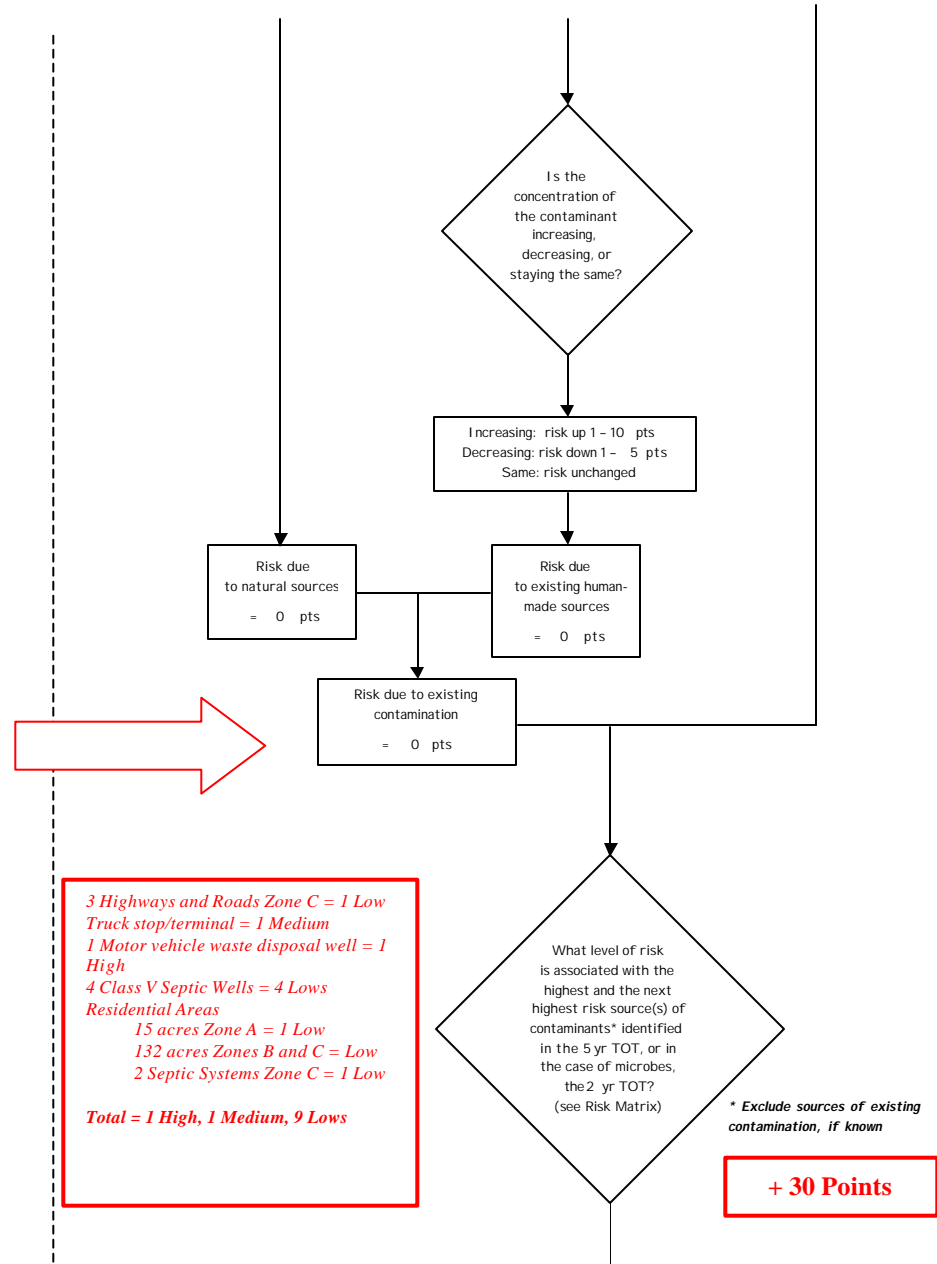 Is the
concentration of
the contaminant
increasing,
decreasing, or
staying the same?
Increasing: risk up 1 – 10 pts
Decreasing: risk down 1 – 5 pts
Same: risk unchanged
Risk due
to natural sources
= 0 pts
Risk due
to existing human-
made sources
= 0 pts
Risk due to existing
contamination
= 0 pts
3 Highways and Roads Zone C = 1 Low
Truck stop/terminal = 1 Medium
1 Motor vehicle waste disposal well = 1
High
4 Class V Septic Wells = 4 Lows
Residential Areas
15 acres Zone A = 1 Low
132 acres Zones B and C = Low
2 Septic Systems Zone C = 1 Low
Total = 1 High, 1 Medium, 9 Lows
What level of risk
is associated with the
highest and the next
highest risk source(s) of
contaminants* identified
in the 5 yr TOT, or in
the case of microbes,
the 2 yr TOT?
(see Risk Matrix)
* Exclude sources of existing
contamination, if known
+ 30 Points